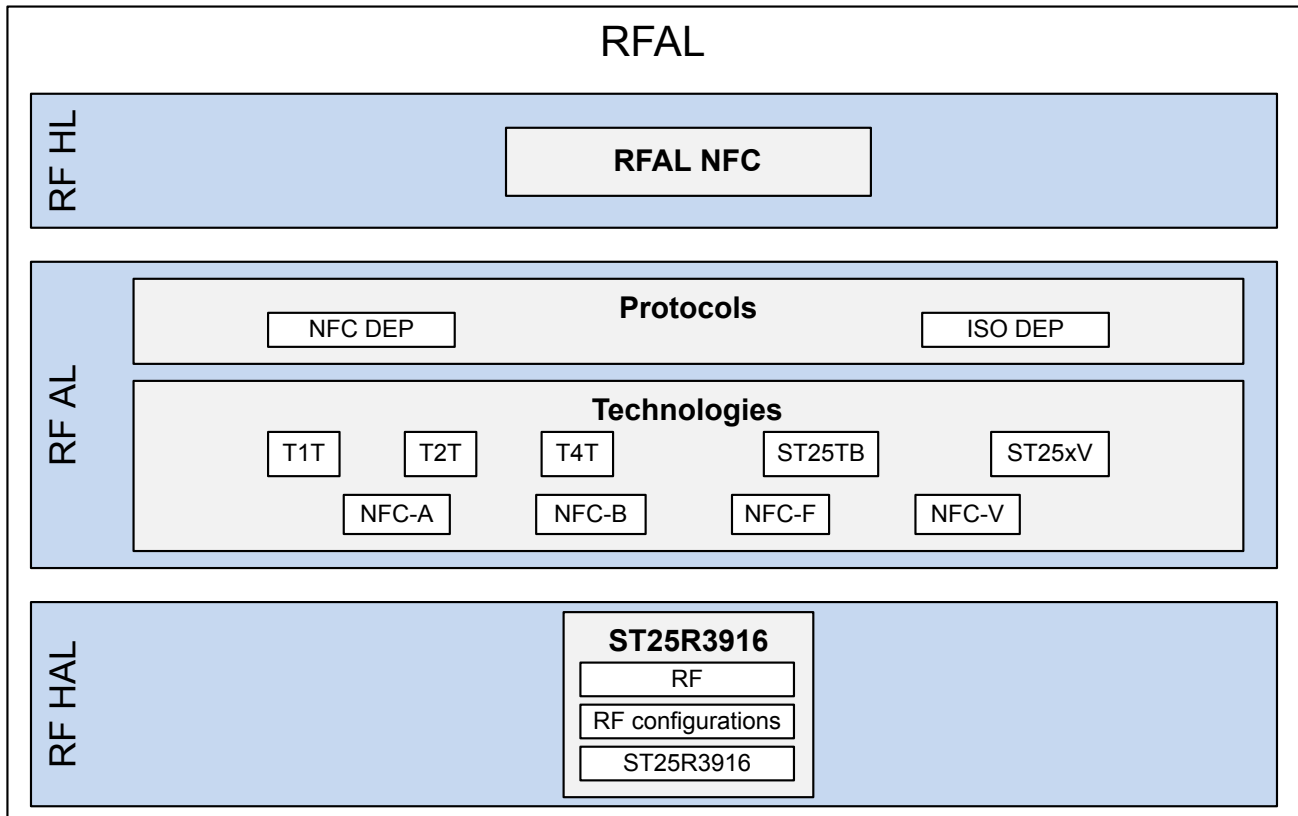 RFAL
RF HL
RFAL NFC
RF AL
Protocols
NFC DEP ISO DEP
Technologies
T1T T2T T4T ST25TB ST25xV
NFC-A NFC-B NFC-F NFC-V
RF HAL
ST25R3916
RF
RF configurations
ST25R3916